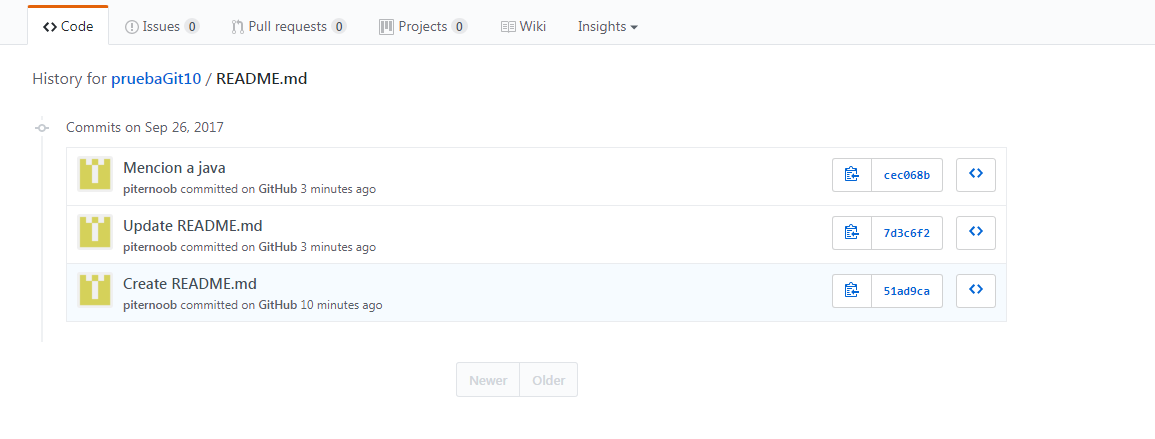 Code Issues 0 Pull requests 0 Projects 0 Wiki Insights
History for pruebaGit10 / README.md
Commits on Sep 26, 2017
Mencion a java
piternoob committed on GitHub 3 minutes ago
cec068b
Update README.md
piternoob committed on GitHub 3 minutes ago
7d3c6f2
Create README.md
piternoob committed on GitHub 10 minutes ago
51ad9ca
Newer Older